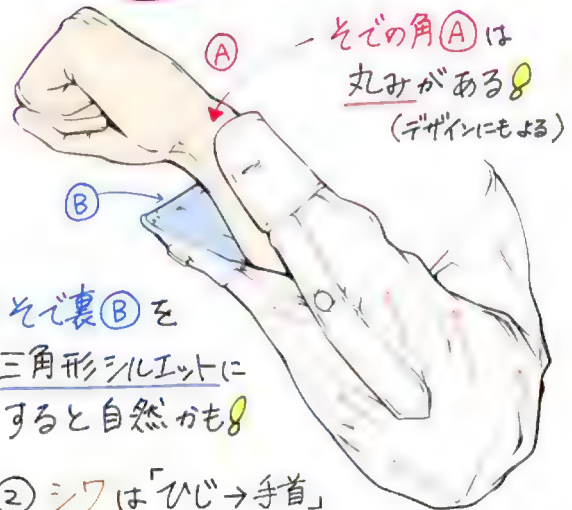 Ⓐ
－そでの角Ⓐは
丸みがある!
(デザインにもよる)
Ⓑ
そで裏Ⓑを
三角形シルエットに
すると自然かも!
② シワは「ひじ→手首」